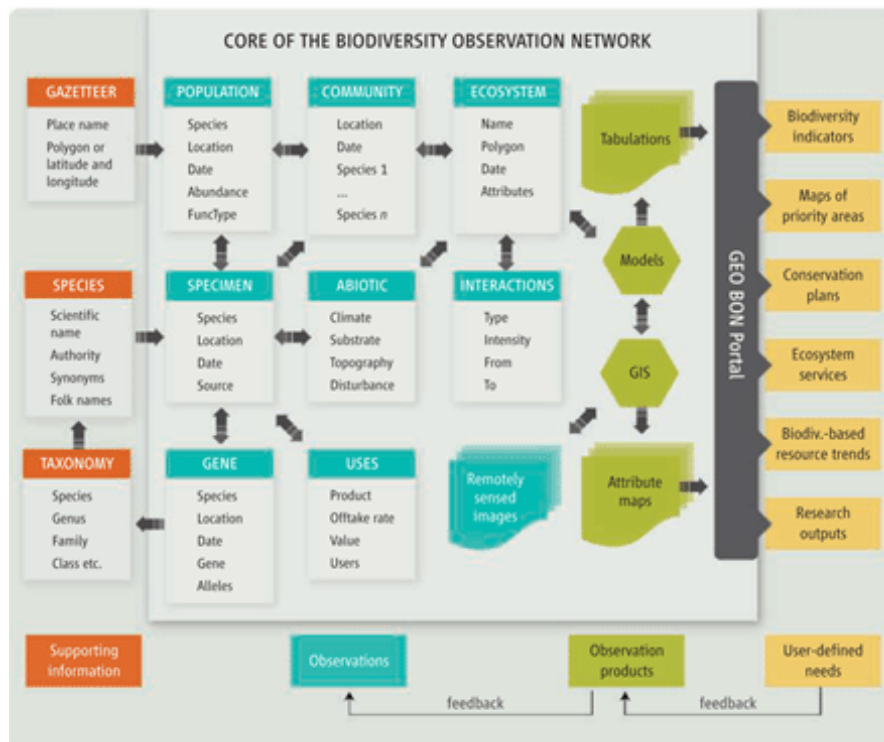 CORE OF THE BIODIVERSITY OBSERVATION NETWORK
GAZETTEER
Place name
Polygon or
latitude and
longitude
POPULATION
Species
Location
Date
Abundance
FuncType
COMMUNITY
Location
Date
Species 1
...
Species n
ECOSYSTEM
Name
Polygon
Date
Attributes
Tabulations
Models
GIS
Attribute
maps
SPECIES
Scientific
name
Authority
Synonyms
Folk names
SPECIMEN
Species
Location
Date
Source
ABIOTIC
Climate
Substrate
Topography
Disturbance
INTERACTIONS
Type
Intensity
From
To
TAXONOMY
Species
Genus
Family
Class etc.
GENE
Species
Location
Date
Gene
Alleles
USES
Product
Offtake rate
Value
Users
Remotely
sensed
images
GEO BON Portal
Biodiversity
indicators
Maps of
priority areas
Conservation
plans
Ecosystem
services
Biodiv.-based
resource trends
Research
outputs
Supporting
information
Observations
Observation
products
User-defined
needs
feedback
feedback